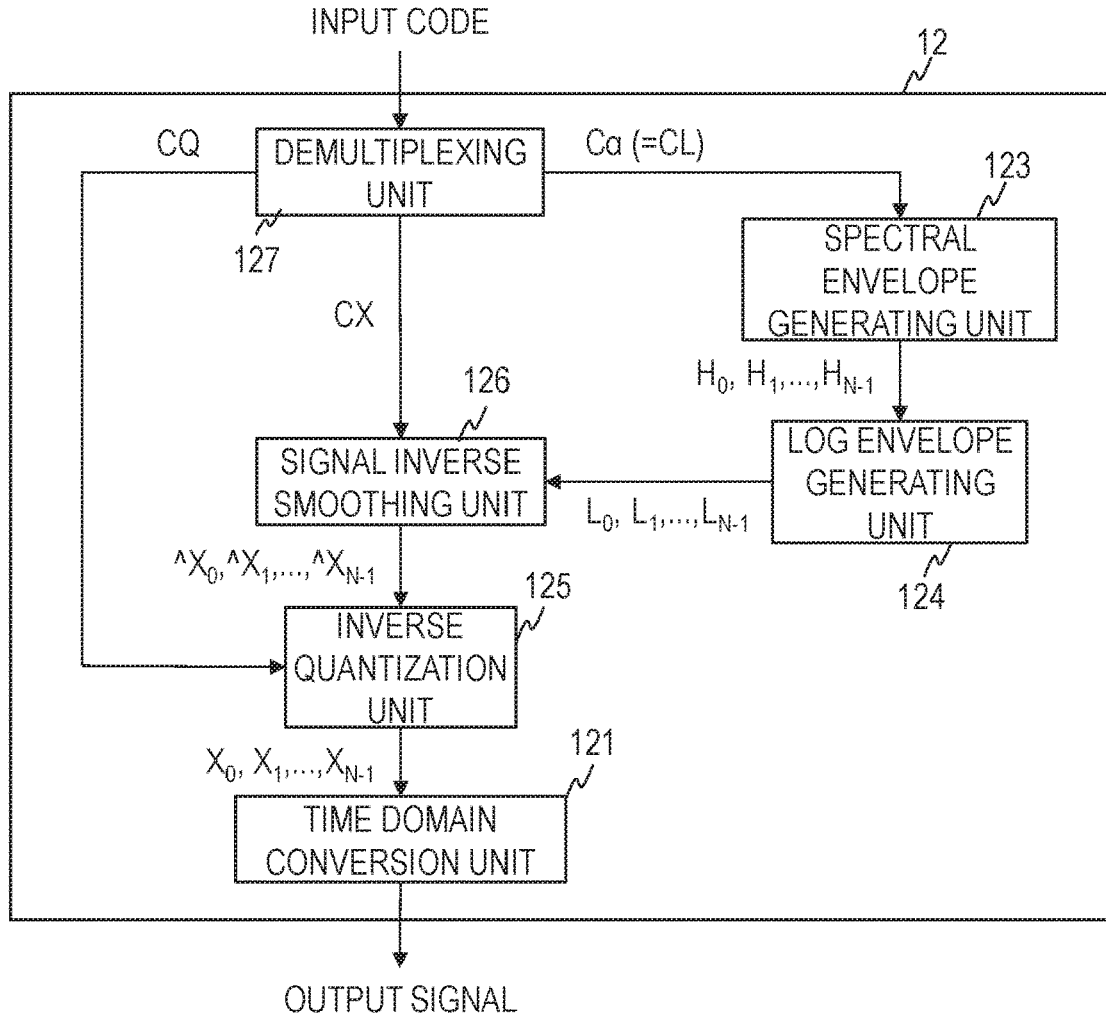 INPUT CODE
12
CQ
DEMULTIPLEXING
UNIT
Cα (=CL)
127
123
SPECTRAL
ENVELOPE
GENERATING UNIT
CX
H0, H1,...,HN-1
126
SIGNAL INVERSE
SMOOTHING UNIT
LOG ENVELOPE
GENERATING
UNIT
L0, L1,...,LN-1
124
^X0,^X1,...,^XN-1
125
INVERSE
QUANTIZATION
UNIT
X0, X1,...,XN-1
121
TIME DOMAIN
CONVERSION UNIT
OUTPUT SIGNAL